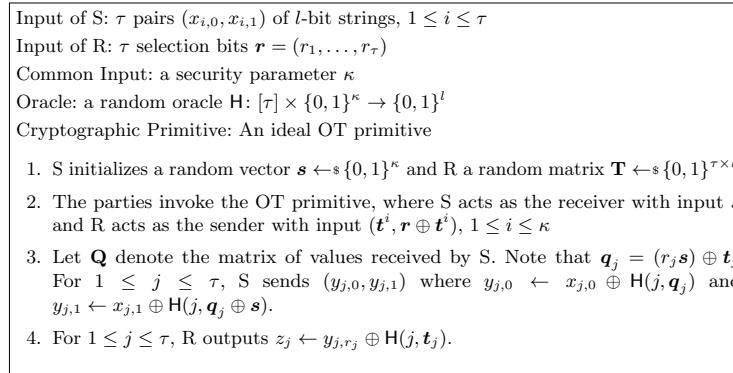 Input of S: τ pairs (x_{i,0}, x_{i,1}) of l-bit strings, 1 ≤ i ≤ τ
Input of R: τ selection bits r = (r_1, . . . , r_τ)
Common Input: a security parameter κ
Oracle: a random oracle H: [τ] × {0, 1}^κ → {0, 1}^l
Cryptographic Primitive: An ideal OT primitive
1. S initializes a random vector s ←$ {0, 1}^κ and R a random matrix T ←$ {0, 1}^{τ×
2. The parties invoke the OT primitive, where S acts as the receiver with input
and R acts as the sender with input (t^i, r ⊕ t^i), 1 ≤ i ≤ κ
3. Let Q denote the matrix of values received by S. Note that q_j = (r_j s) ⊕ t
For 1 ≤ j ≤ τ, S sends (y_{j,0}, y_{j,1}) where y_{j,0} ← x_{j,0} ⊕ H(j, q_j) and
y_{j,1} ← x_{j,1} ⊕ H(j, q_j ⊕ s).
4. For 1 ≤ j ≤ τ, R outputs z_j ← y_{j,r_j} ⊕ H(j, t_j).